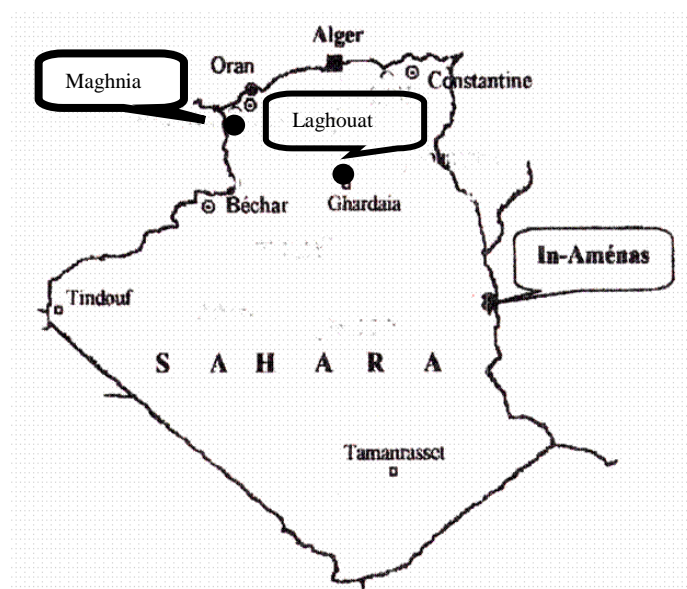 Alger
Oran
Constantine
Maghnia
Laghouat
Ghardaia
Béchar
In-Aménas
Tindouf
S A H A R A
Tamanrasset